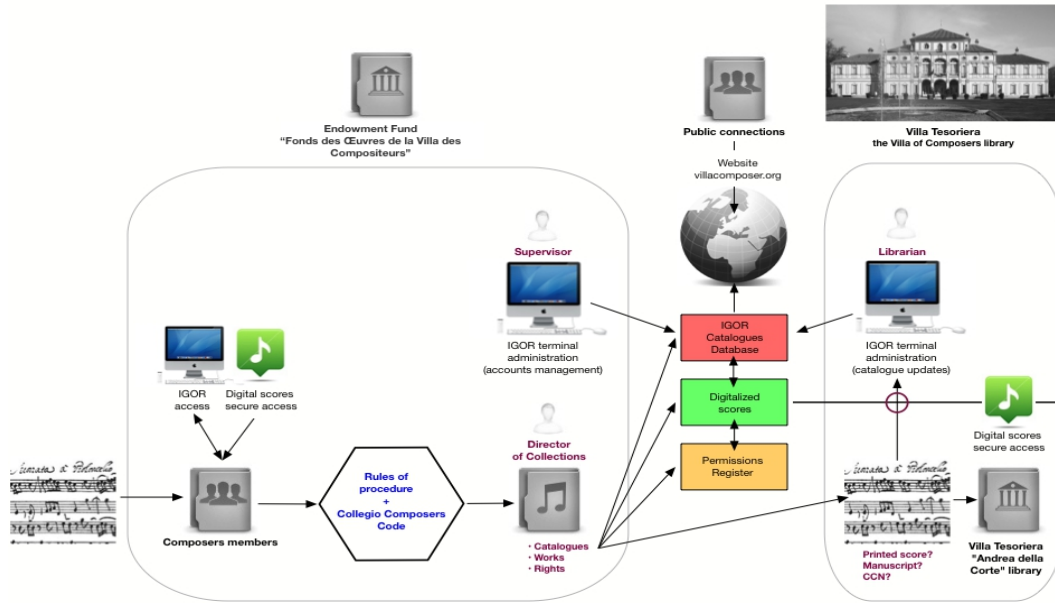 Endowment Fund
"Fonds des Œuvres de la Villa des
Compositeurs"
Public connections
Website
villacomposer.org
Villa Tesoriera
the Villa of Composers library
Supervisor
IGOR terminal
administration
(accounts management)
IGOR
Catalogues
Database
Librarian
IGOR terminal
administration
(catalogue updates)
IGOR
access
Digital scores
secure access
Digitalized
scores
Digital scores
secure access
Director
of Collections
Permissions
Register
Rules of
procedure
+
Collegio Composers
Code
Composers members
· Catalogues
· Works
· Rights
Printed score?
Manuscript?
CCN?
Villa Tesoriera
"Andrea della
Corte" library